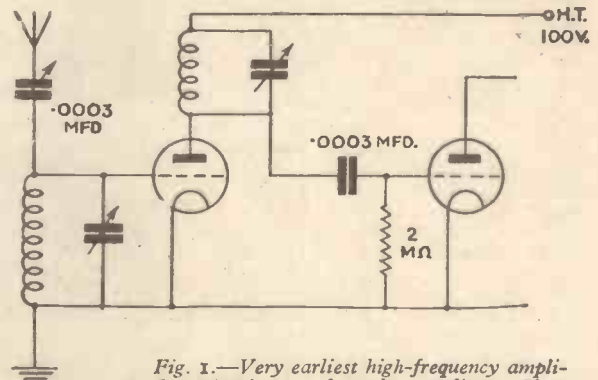 H.T.
100V.
·0003
MFD
·0003 MFD.
2
MΩ
Fig. 1.—Very earliest high-frequency ampli-